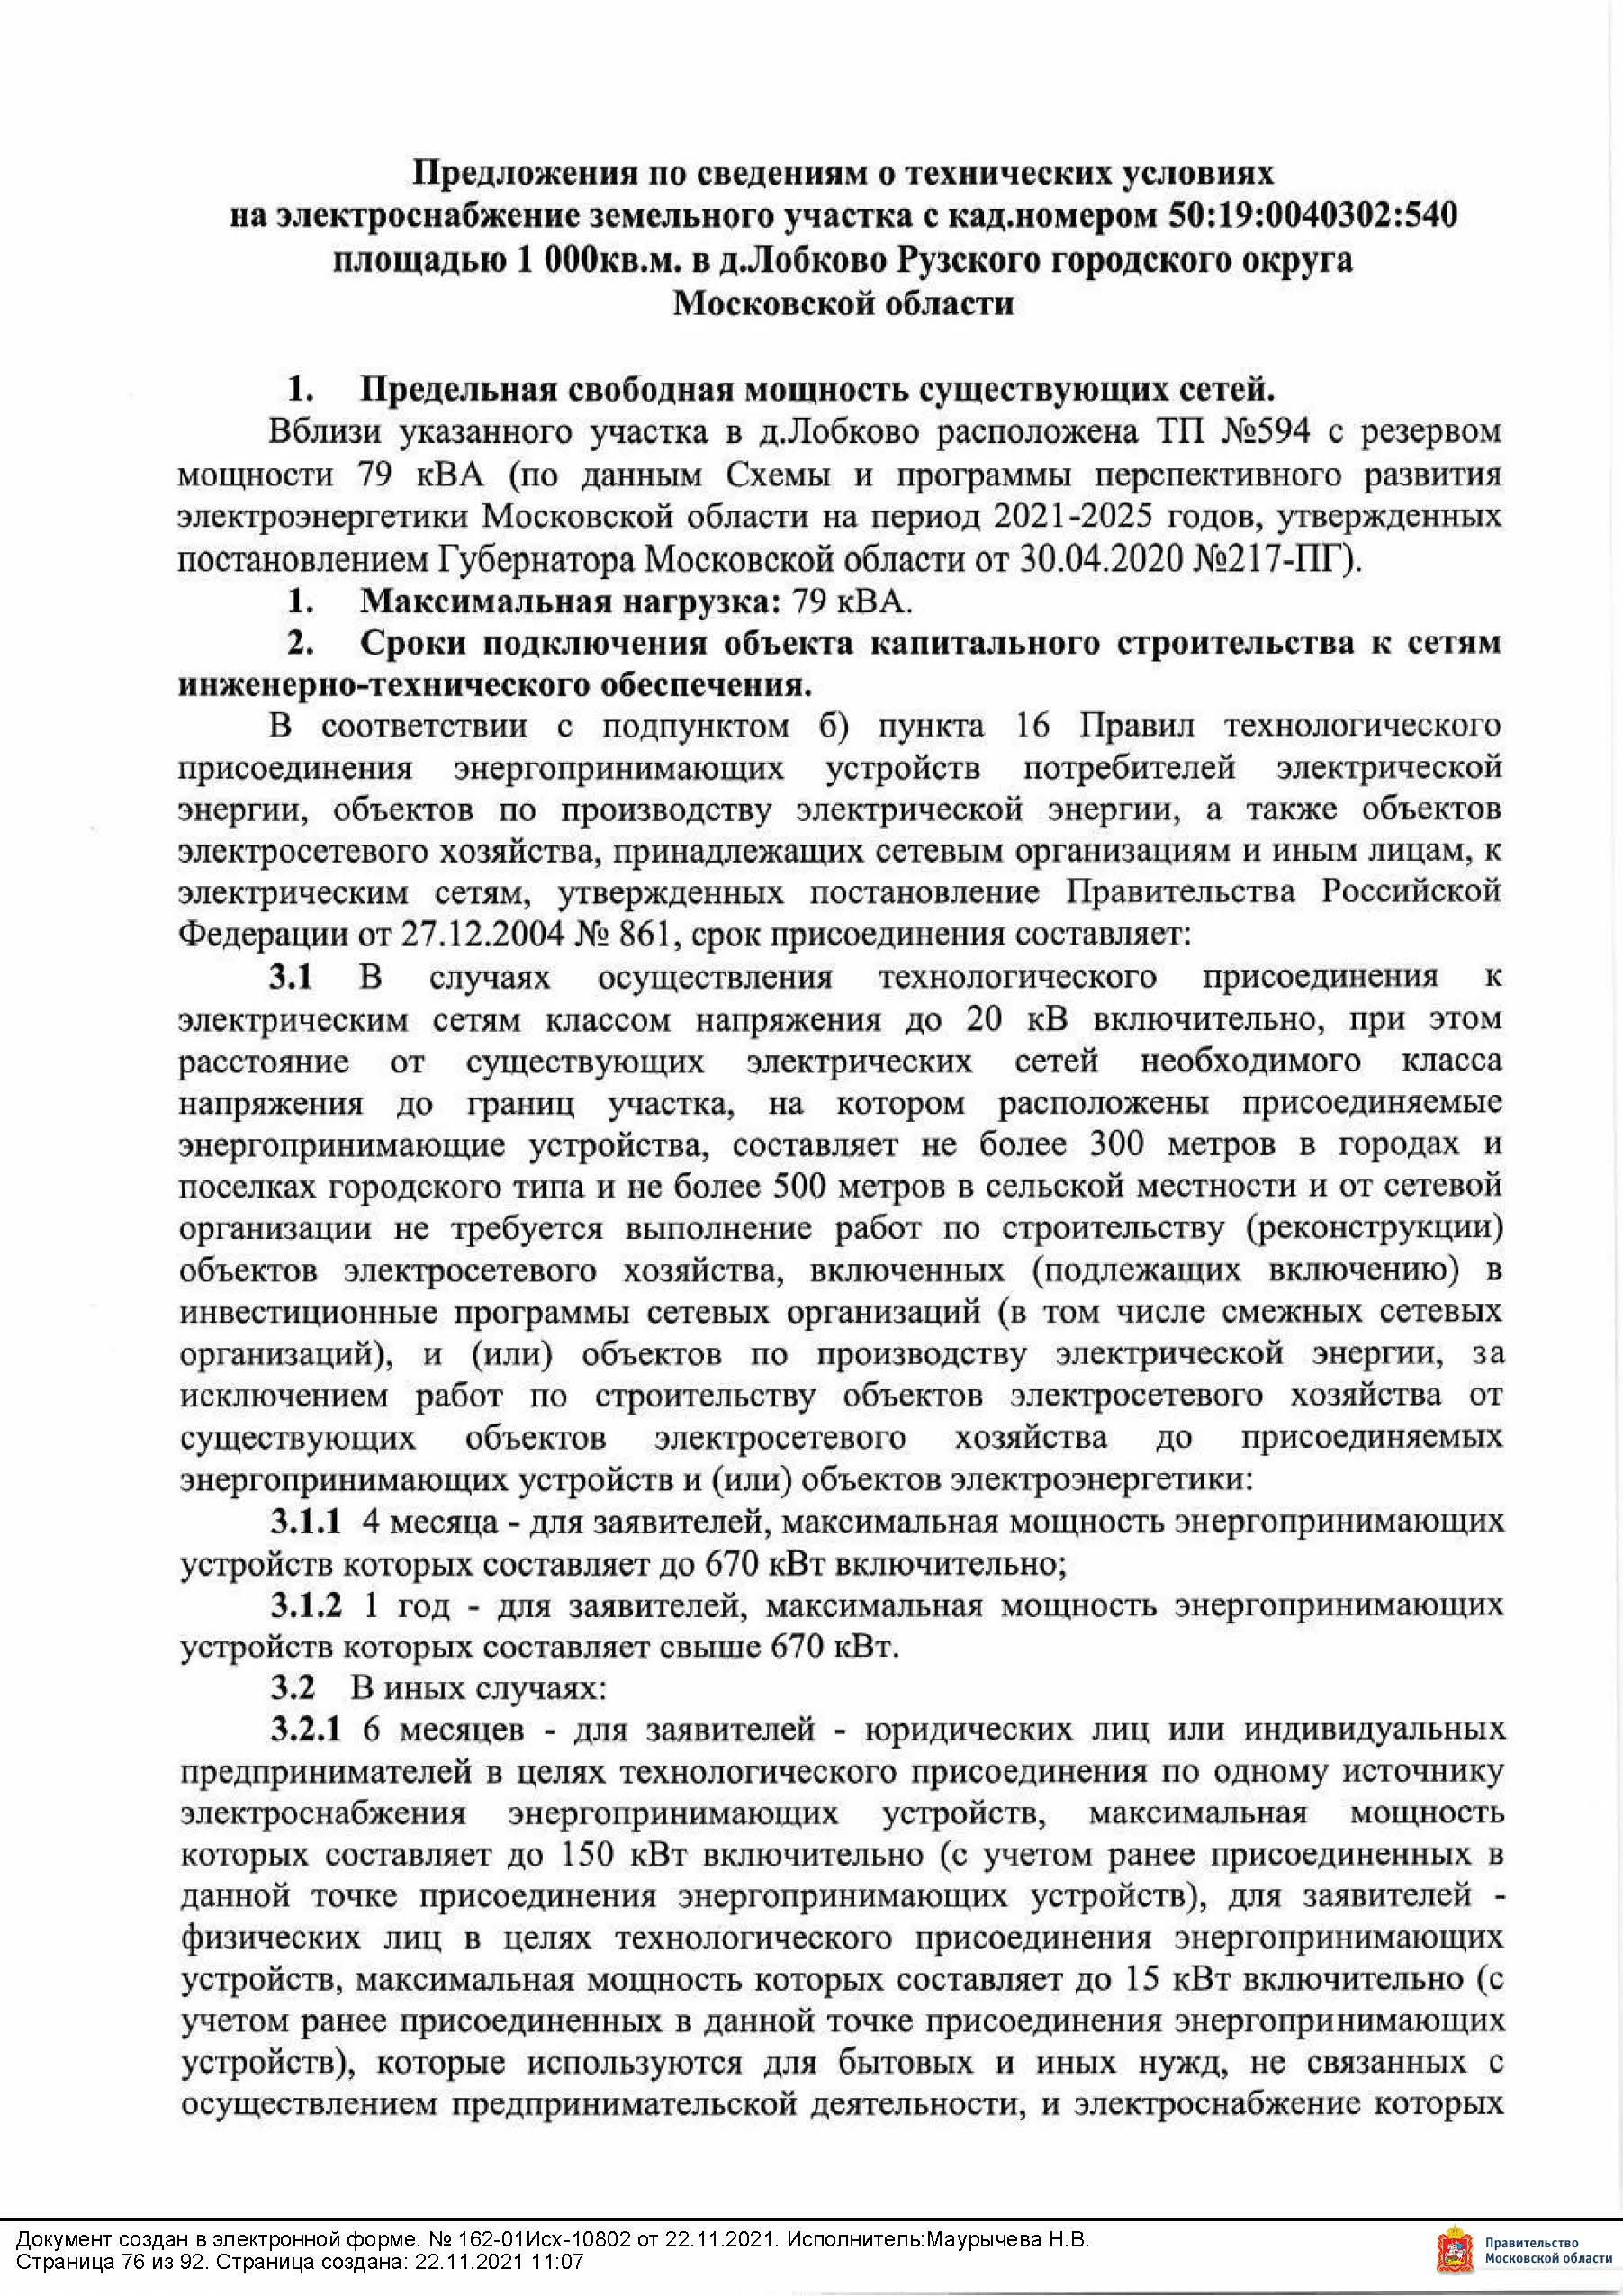 Предложения по сведениям о технических условиях
на электроснабжение земельного участка с кад.номером 50:19:0040302:540
площадью 1 000кв.м. в д.Лобково Рузского городского округа
Московской области
1. Предельная свободная мощность существующих сетей.
Вблизи указанного участка в д.Лобково расположена ТП №594 с резервом
мощности 79 кВА (по данным Схемы и программы перспективного развития
электроэнергетики Московской области на период 2021-2025 годов, утвержденных
постановлением Губернатора Московской области от 30.04.2020 №217-ПГ).
1. Максимальная нагрузка: 79 кВА.
2. Сроки подключения объекта капитального строительства к сетям
инженерно-технического обеспечения.
В соответствии с подпунктом б) пункта 16 Правил технологического
присоединения энергопринимающих устройств потребителей электрической
энергии, объектов по производству электрической энергии, а также объектов
электросетевого хозяйства, принадлежащих сетевым организациям и иным лицам, к
электрическим сетям, утвержденных постановление Правительства Российской
Федерации от 27.12.2004 № 861, срок присоединения составляет:
3.1 В случаях осуществления технологического присоединения к
электрическим сетям классом напряжения до 20 кВ включительно, при этом
расстояние от существующих электрических сетей необходимого класса
напряжения до границ участка, на котором расположены присоединяемые
энергопринимающие устройства, составляет не более 300 метров в городах и
поселках городского типа и не более 500 метров в сельской местности и от сетевой
организации не требуется выполнение работ по строительству (реконструкции)
объектов электросетевого хозяйства, включенных (подлежащих включению) в
инвестиционные программы сетевых организаций (в том числе смежных сетевых
организаций), и (или) объектов по производству электрической энергии, за
исключением работ по строительству объектов электросетевого хозяйства от
существующих объектов электросетевого хозяйства до присоединяемых
энергопринимающих устройств и (или) объектов электроэнергетики:
3.1.1 4 месяца - для заявителей, максимальная мощность энергопринимающих
устройств которых составляет до 670 кВт включительно;
3.1.2 1 год - для заявителей, максимальная мощность энергопринимающих
устройств которых составляет свыше 670 кВт.
3.2 В иных случаях:
3.2.1 6 месяцев - для заявителей - юридических лиц или индивидуальных
предпринимателей в целях технологического присоединения по одному источнику
электроснабжения энергопринимающих устройств, максимальная мощность
которых составляет до 150 кВт включительно (с учетом ранее присоединенных в
данной точке присоединения энергопринимающих устройств), для заявителей -
физических лиц в целях технологического присоединения энергопринимающих
устройств, максимальная мощность которых составляет до 15 кВт включительно (с
учетом ранее присоединенных в данной точке присоединения энергопринимающих
устройств), которые используются для бытовых и иных нужд, не связанных с
осуществлением предпринимательской деятельности, и электроснабжение которых
Документ создан в электронной форме. № 162-01Исх-10802 от 22.11.2021. Исполнитель:Маурычева Н.В.
Страница 76 из 92. Страница создана: 22.11.2021 11:07
Правительство
Московской области